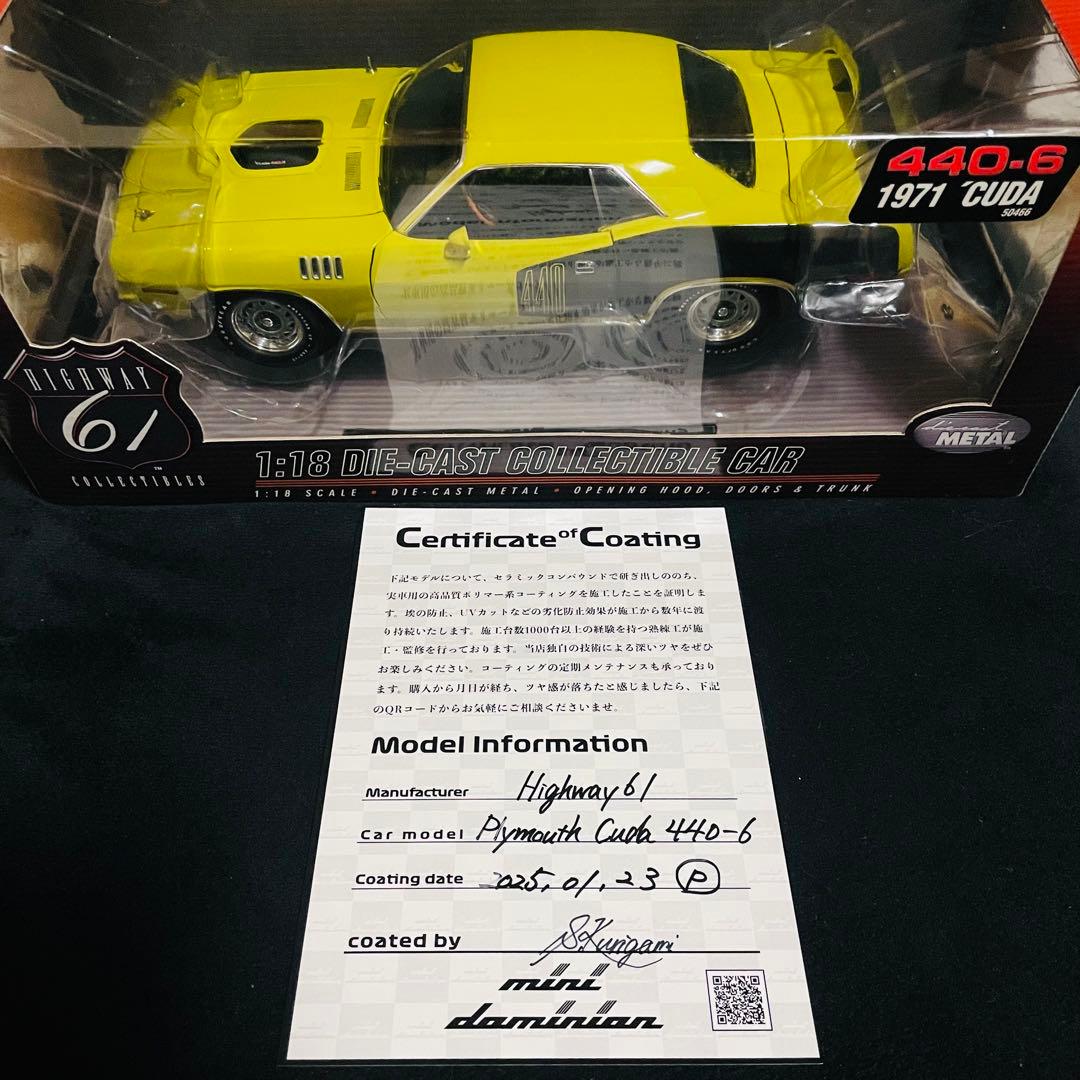 440-6
1971 'CUDA
50466
440
HIGHWAY
61
COLLECTIBLES
TM
die cast
METAL
1:18 DIE-CAST COLLECTIBLE CAR
1:18 SCALE • DIE-CAST METAL • OPENING HOOD, DOORS & TRUNK
Certificate of Coating
下記モデルについて、セラミックコンパウンドで研ぎ出しののち、
実車用の高品質ポリマー系コーティングを施工したことを証明しま
す。埃の防止、UVカットなどの劣化防止効果が施工から数年に渡
り持続いたします。施工台数1000台以上の経験を持つ熟練工が施
工・監修を行っております。当店独自の技術による深いツヤをぜひ
お楽しみください。コーティングの定期メンテナンスも承っており
ます。購入から月日が経ち、ツヤ感が落ちたと感じましたら、下記
のQRコードからお気軽にご相談くださいませ。
Model Information
Manufacturer Highway61
Car model Plymouth Cuda 440-6
Coating date 2025.01.23 P
coated by S.Kurigami
mini
daminian